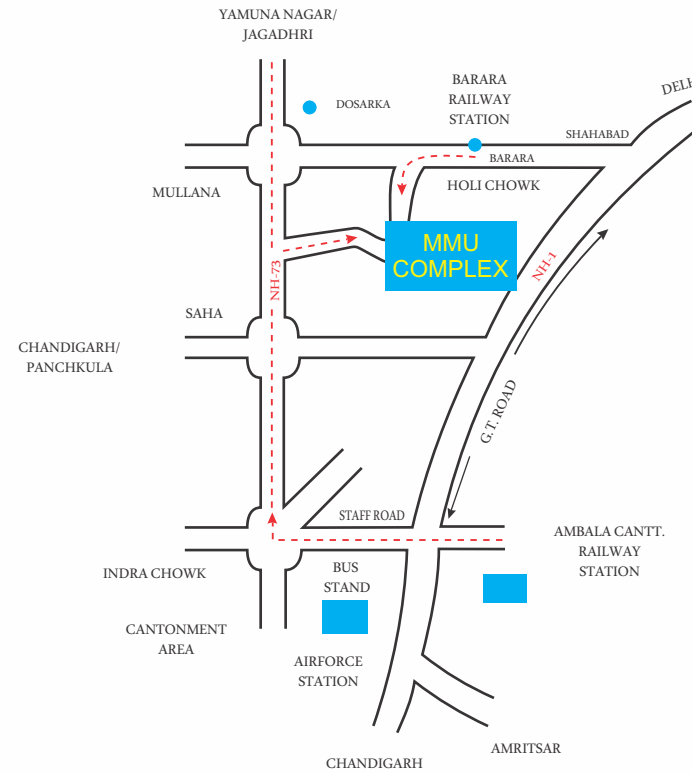 YAMUNA NAGAR/
JAGADHRI
DOSARKA
BARARA
RAILWAY
STATION
DELH
SHAHABAD
BARARA
MULLANA
HOLI CHOWK
MMU
COMPLEX
NH-73
NH-1
SAHA
CHANDIGARH/
PANCHKULA
G.T. ROAD
STAFF ROAD
AMBALA CANTT.
RAILWAY
STATION
INDRA CHOWK
BUS
STAND
CANTONMENT
AREA
AIRFORCE
STATION
AMRITSAR
CHANDIGARH